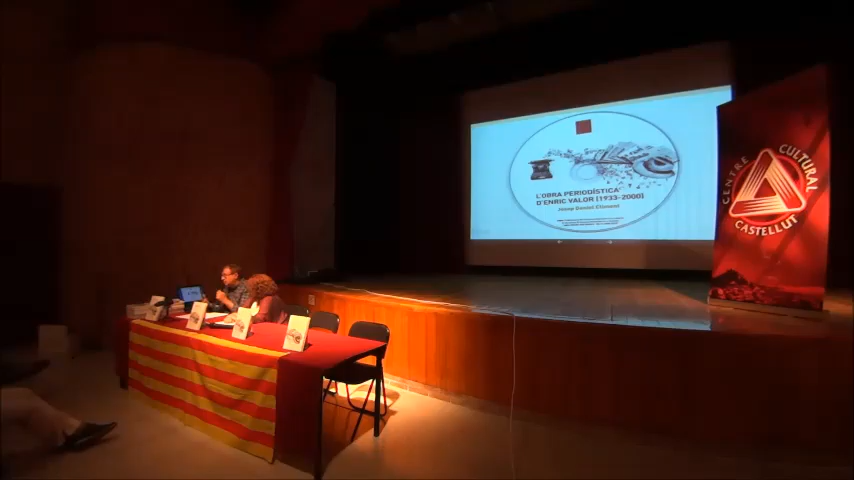 L'OBRA PERIODÍSTICA
D'ENRIC VALOR (1933-2000)
Josep Daniel Climent
CENTRE CULTURAL
CASTELLUT